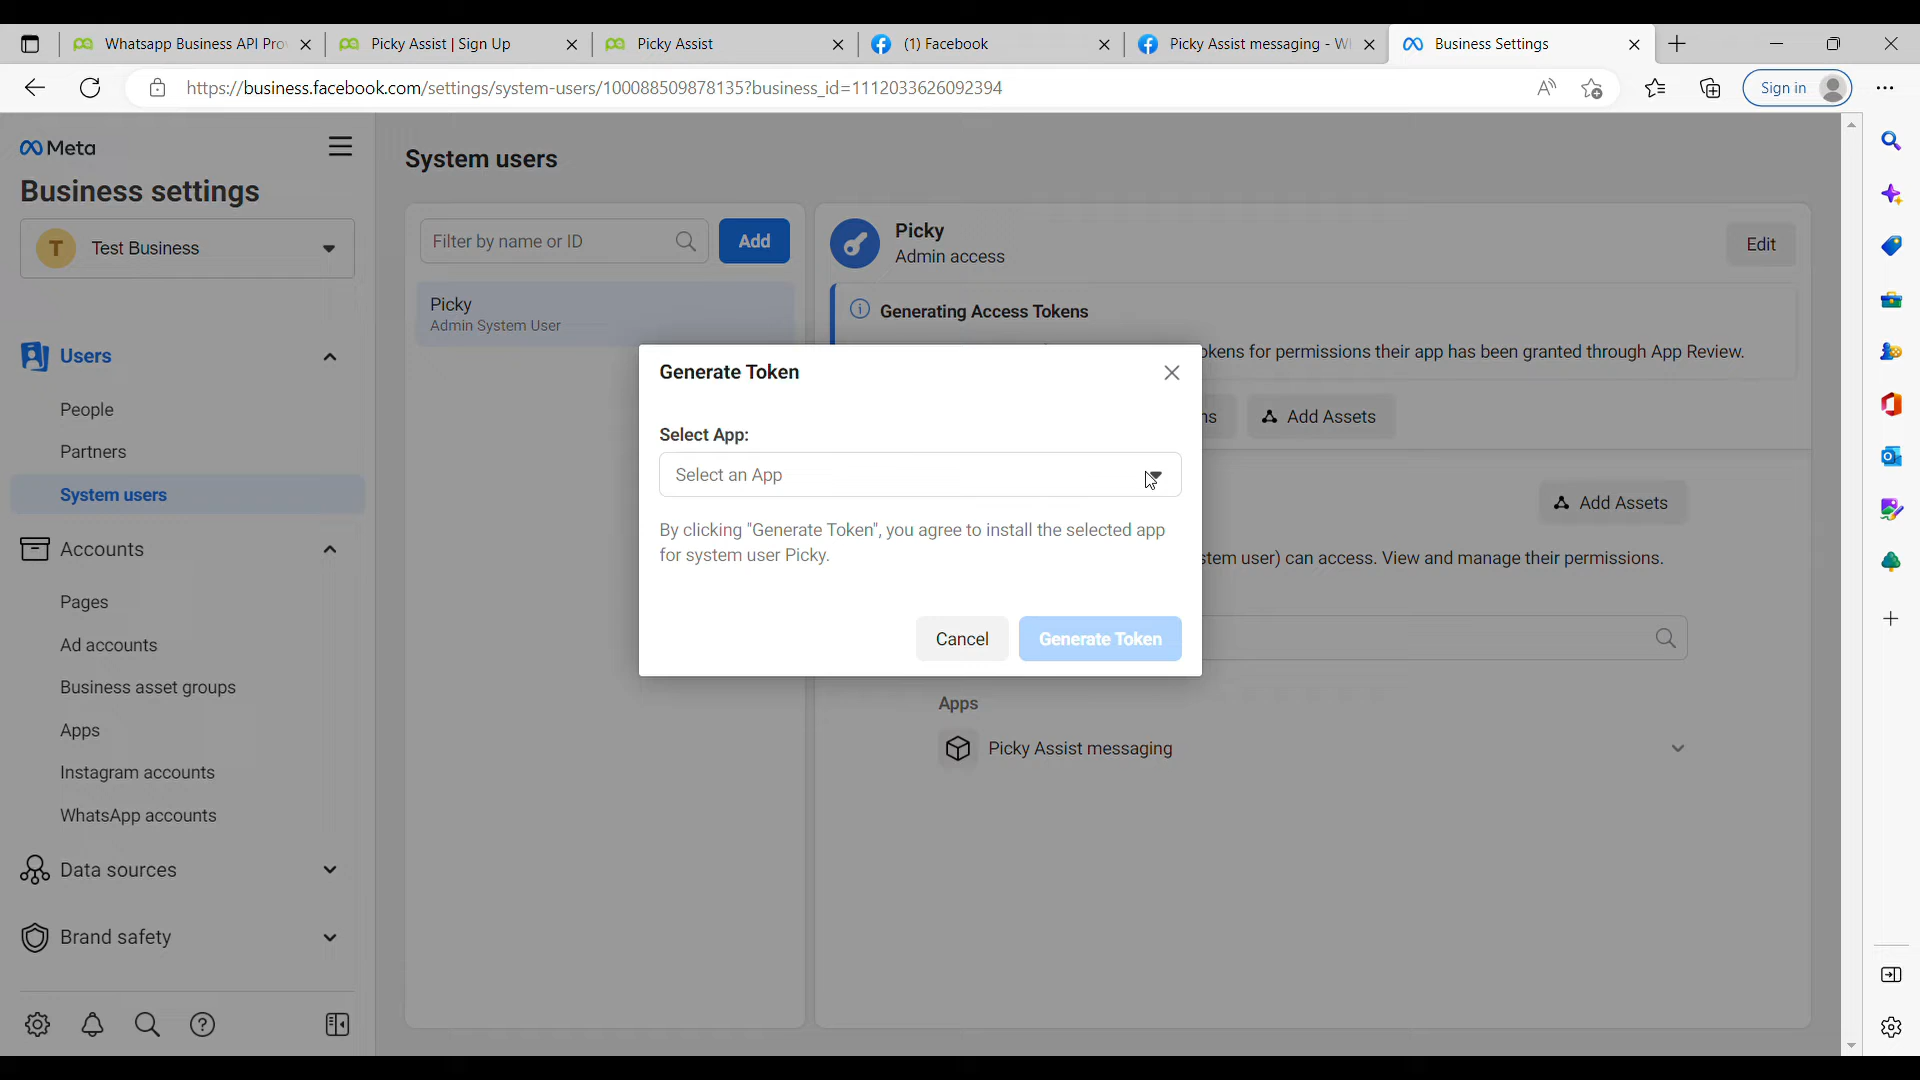 Whatsapp Business API Pro
Picky Assist | Sign Up
Picky Assist
(1) Facebook
Picky Assist messaging - W
Business Settings
https://business.facebook.com/settings/system-users/100088509878135?business_id=1112033626092394
Sign in
Meta
Business settings
T
Test Business
Users
People
Partners
System users
Accounts
Pages
Ad accounts
Business asset groups
Apps
Instagram accounts
WhatsApp accounts
Data sources
Brand safety
System users
Filter by name or ID
Add
Picky
Admin System User
Picky
Admin access
Edit
Generating Access Tokens
kens for permissions their app has been granted through App Review.
ns
Add Assets
Add Assets
stem user) can access. View and manage their permissions.
Apps
Picky Assist messaging
Generate Token
Select App:
Select an App
By clicking "Generate Token", you agree to install the selected app
for system user Picky.
Cancel
Generate Token